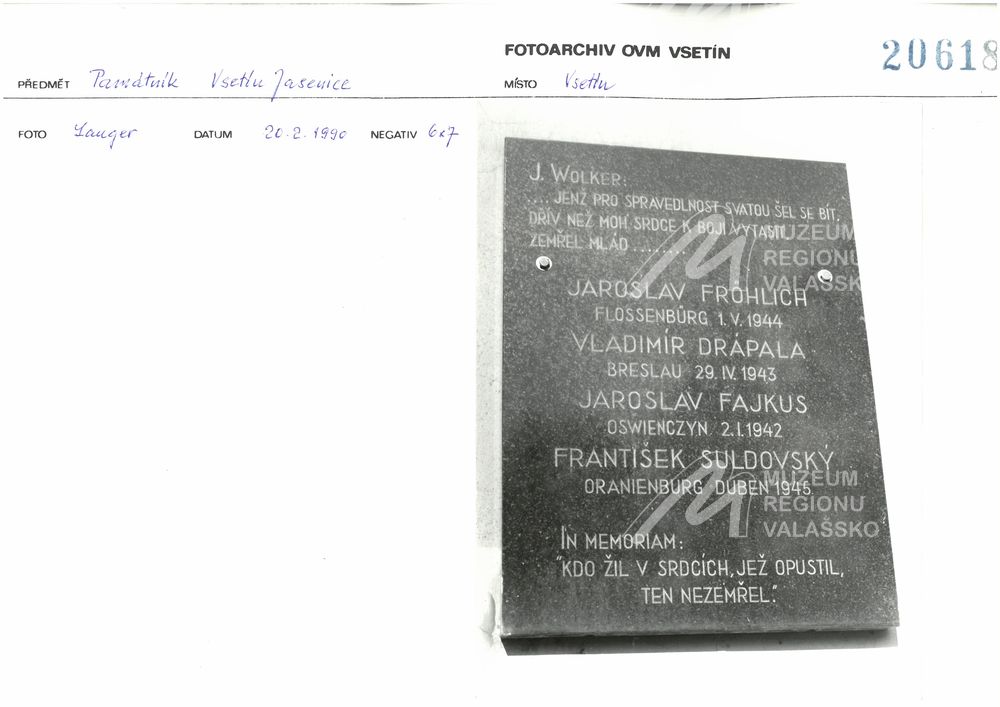 FOTOARCHIV OVM VSETÍN
20618
PŘEDMĚT Památník Vsetín Jasenice
MÍSTO Vsetín
FOTO Langer DATUM 20.2.1990 NEGATIV 6x7
J. WOLKER:
....JENŽ PRO SPRAVEDLNOST SVATOU ŠEL SE BÍT,
DŘÍV NEŽ MOH SRDCE K BOJI VYTASIT,
ZEMŘEL MLÁD ........
JAROSLAV FRÖHLICH
FLOSSENBÜRG 1.V.1944
VLADIMÍR DRÁPALA
BRESLAU 29.IV.1943
JAROSLAV FAJKUS
OSWIENCZYN 2.I.1942
FRANTIŠEK SULDOVSKÝ
ORANIENBURG DUBEN 1945
IN MEMORIAM:
"KDO ŽIL V SRDCÍCH, JEŽ OPUSTIL,
TEN NEZEMŘEL."
MUZEUM
REGIONU
VALAŠSK
MUZEUM
REGIONU
VALAŠSKO